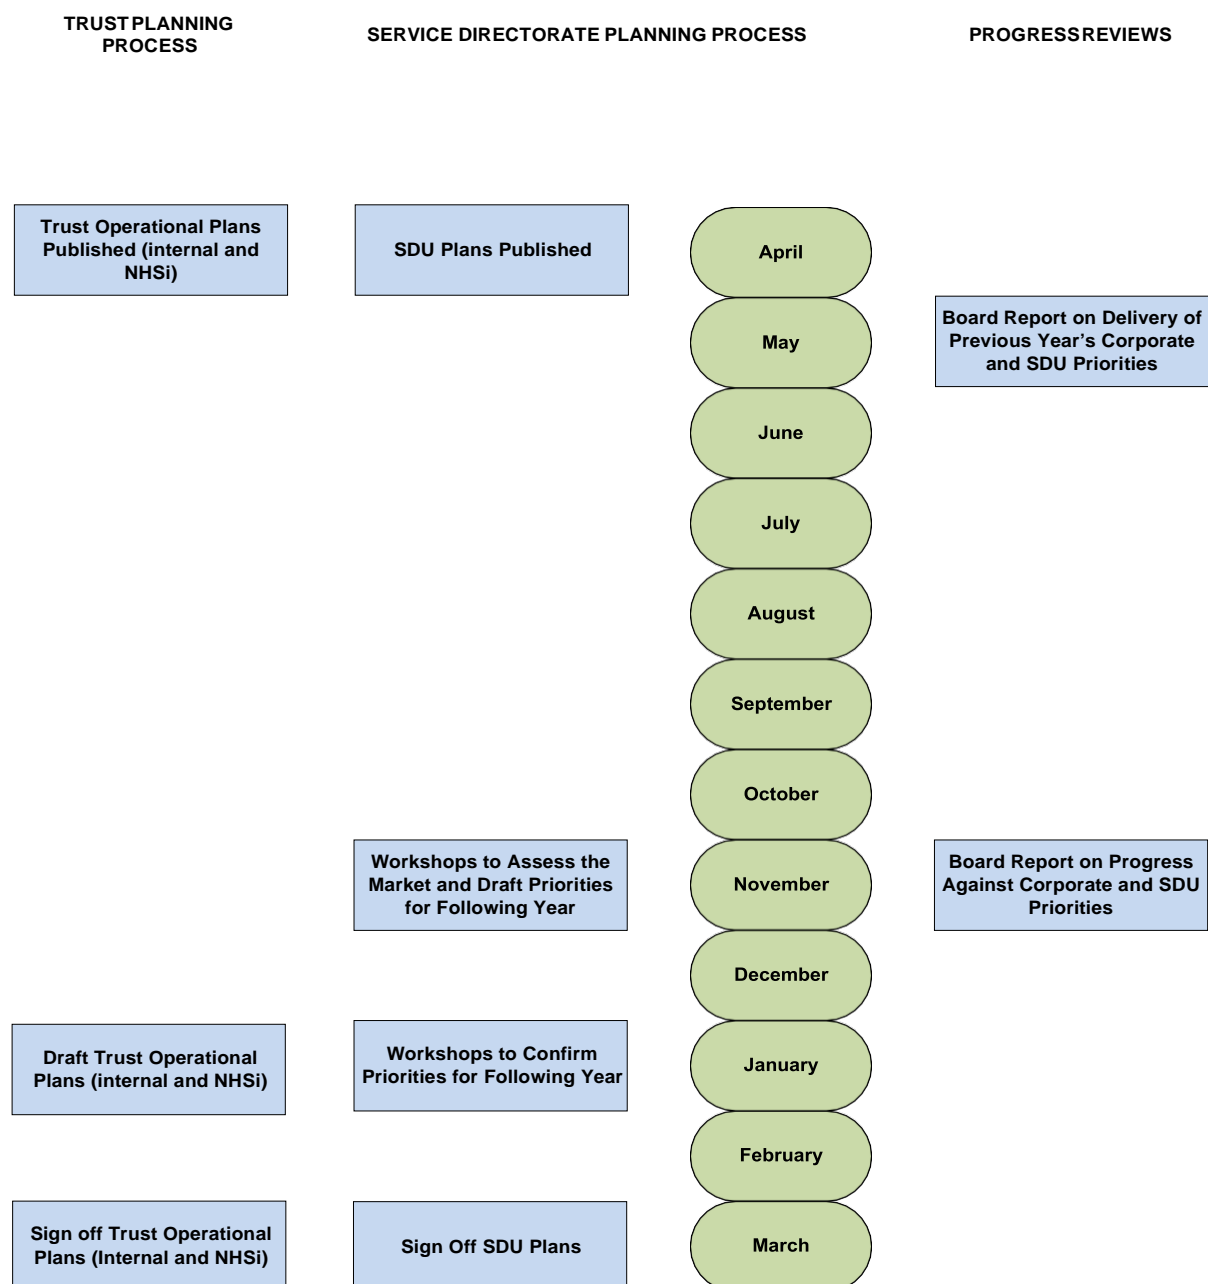 TRUST PLANNING
PROCESS
SERVICE DIRECTORATE PLANNING PROCESS
PROGRESS REVIEWS
Trust Operational Plans
Published (internal and
NHSi)
SDU Plans Published
April
May
Board Report on Delivery of
Previous Year’s Corporate
and SDU Priorities
June
July
August
September
October
Workshops to Assess the
Market and Draft Priorities
for Following Year
November
Board Report on Progress
Against Corporate and SDU
Priorities
December
Draft Trust Operational
Plans (internal and NHSi)
Workshops to Confirm
Priorities for Following Year
January
February
Sign off Trust Operational
Plans (Internal and NHSi)
Sign Off SDU Plans
March